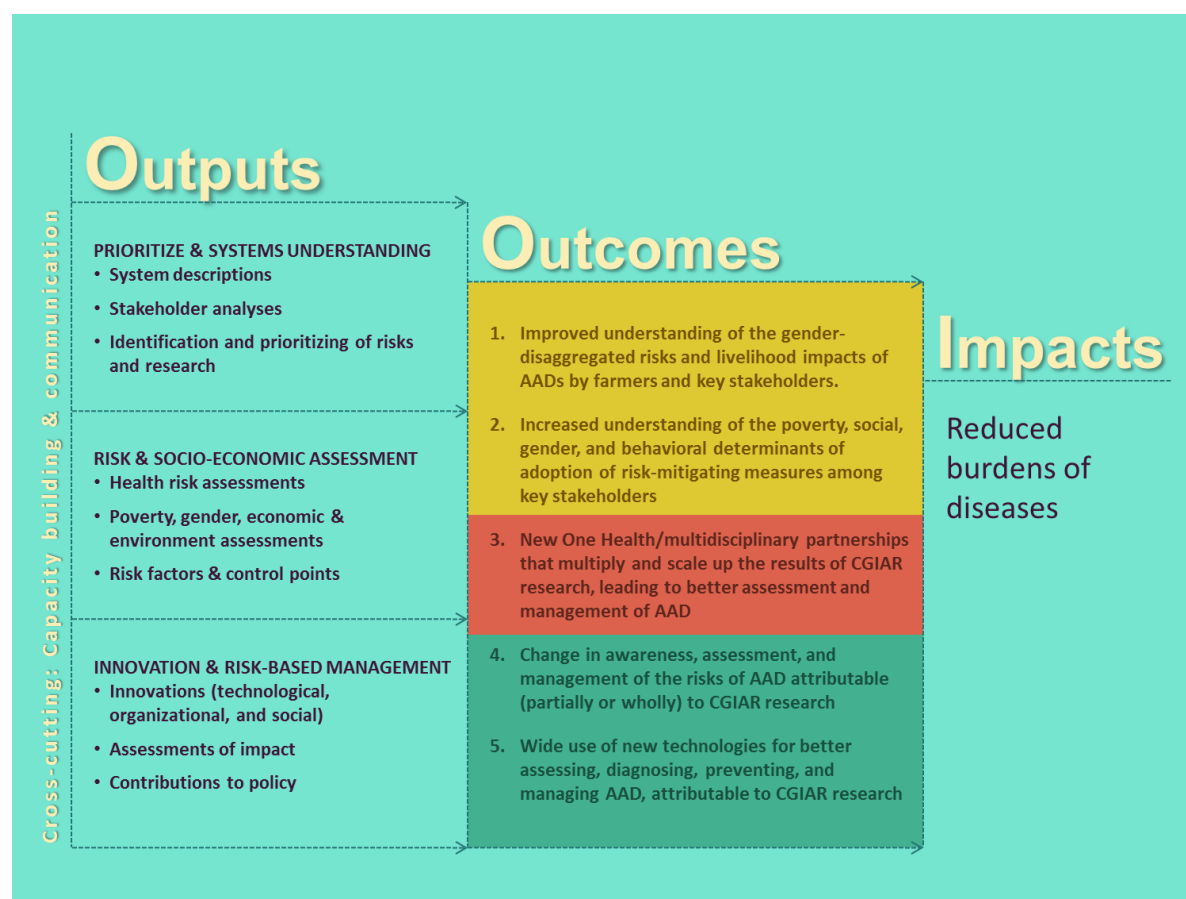 Cross-cutting: Capacity building & communication
Outputs
PRIORITIZE & SYSTEMS UNDERSTANDING
• System descriptions
• Stakeholder analyses
• Identification and prioritizing of risks
and research
RISK & SOCIO-ECONOMIC ASSESSMENT
• Health risk assessments
• Poverty, gender, economic &
environment assessments
• Risk factors & control points
INNOVATION & RISK-BASED MANAGEMENT
• Innovations (technological,
organizational, and social)
• Assessments of impact
• Contributions to policy
Outcomes
1. Improved understanding of the gender-
disaggregated risks and livelihood impacts of
AADs by farmers and key stakeholders.
2. Increased understanding of the poverty, social,
gender, and behavioral determinants of
adoption of risk-mitigating measures among
key stakeholders
3. New One Health/multidisciplinary partnerships
that multiply and scale up the results of CGIAR
research, leading to better assessment and
management of AAD
4. Change in awareness, assessment, and
management of the risks of AAD attributable
(partially or wholly) to CGIAR research
5. Wide use of new technologies for better
assessing, diagnosing, preventing, and
managing AAD, attributable to CGIAR research
Impacts
Reduced
burdens of
diseases